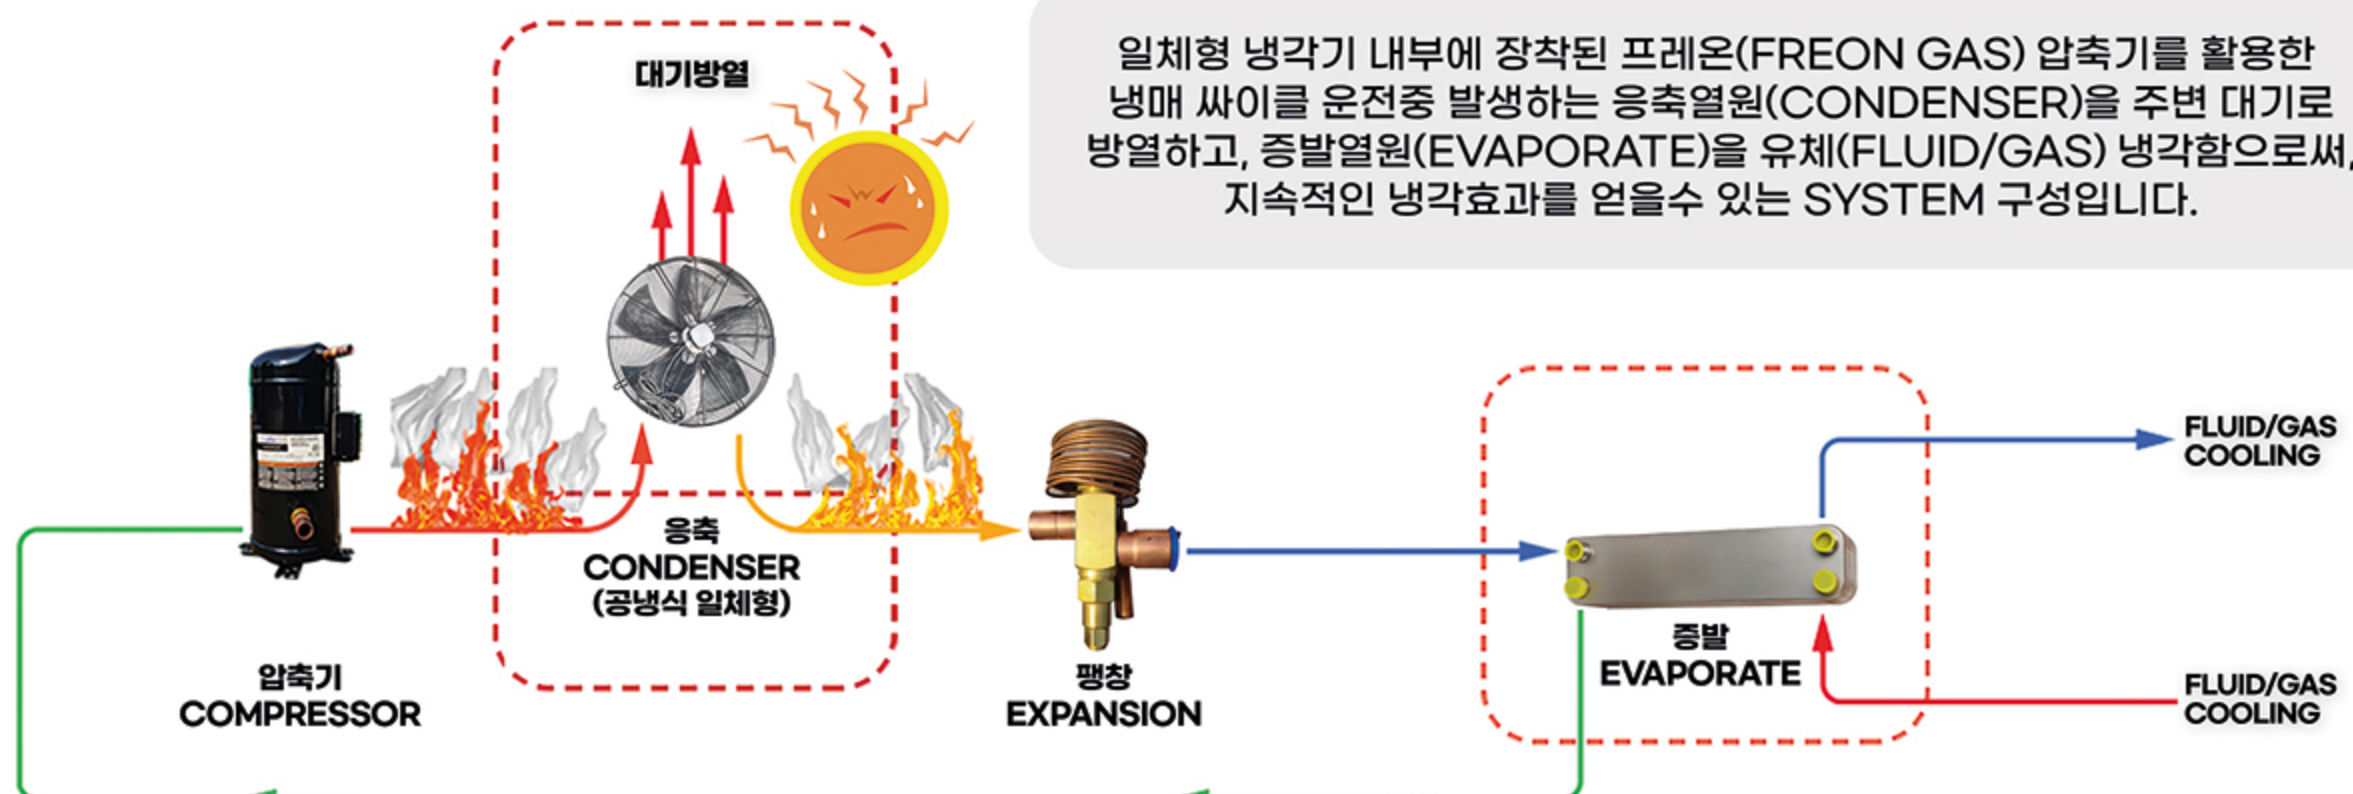 대기방열
일체형 냉각기 내부에 장착된 프레온(FREON GAS) 압축기를 활용한
냉매 싸이클 운전중 발생하는 응축열원(CONDENSER)을 주변 대기로
방열하고, 증발열원(EVAPORATE)을 유체(FLUID/GAS) 냉각함으로써,
지속적인 냉각효과를 얻을수 있는 SYSTEM 구성입니다.
FLUID/GAS
COOLING
응축
CONDENSER
(공냉식 일체형)
압축기
COMPRESSOR
팽창
EXPANSION
증발
EVAPORATE
FLUID/GAS
COOLING